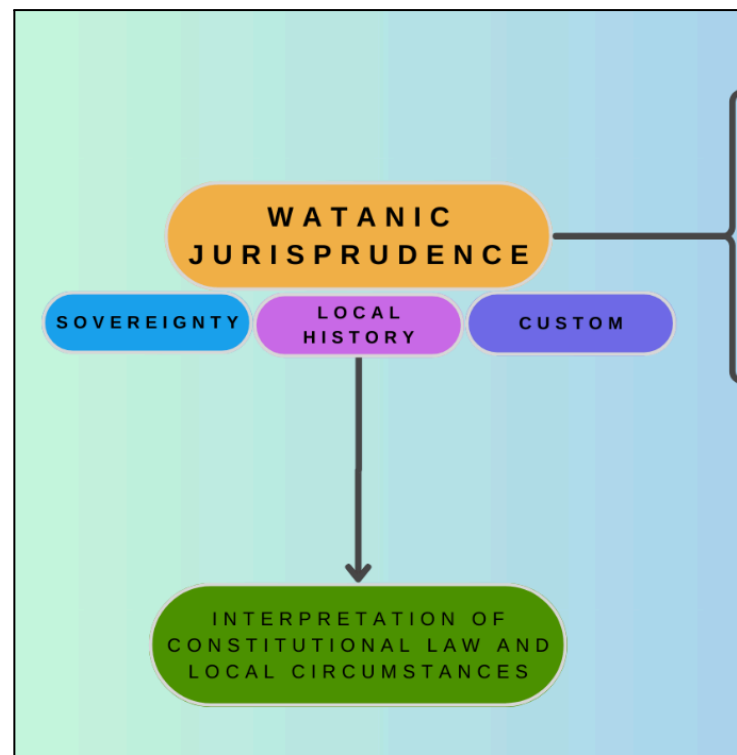 WATANIC
JURISPRUDENCE
SOVEREIGNTY
LOCAL
HISTORY
CUSTOM
INTERPRETATION OF
CONSTITUTIONAL LAW AND
LOCAL CIRCUMSTANCES